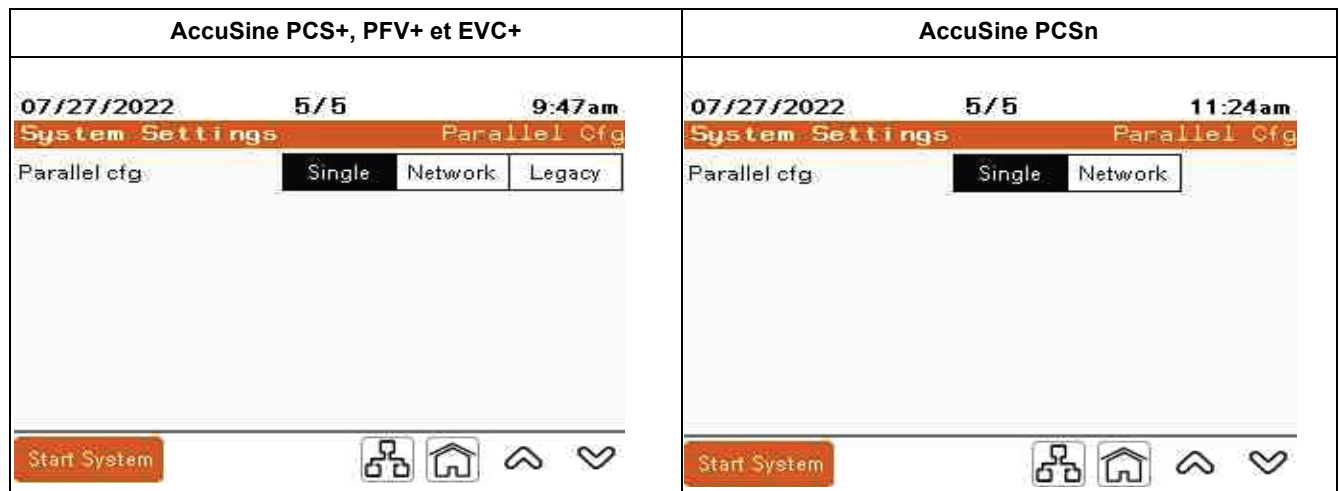 AccuSine PCS+, PFV+ et EVC+
AccuSine PCSn
07/27/2022 5/5 9:47am
System Settings Parallel Cfg
Parallel cfg Single Network Legacy
Start System
07/27/2022 5/5 11:24am
System Settings Parallel Cfg
Parallel cfg Single Network
Start System